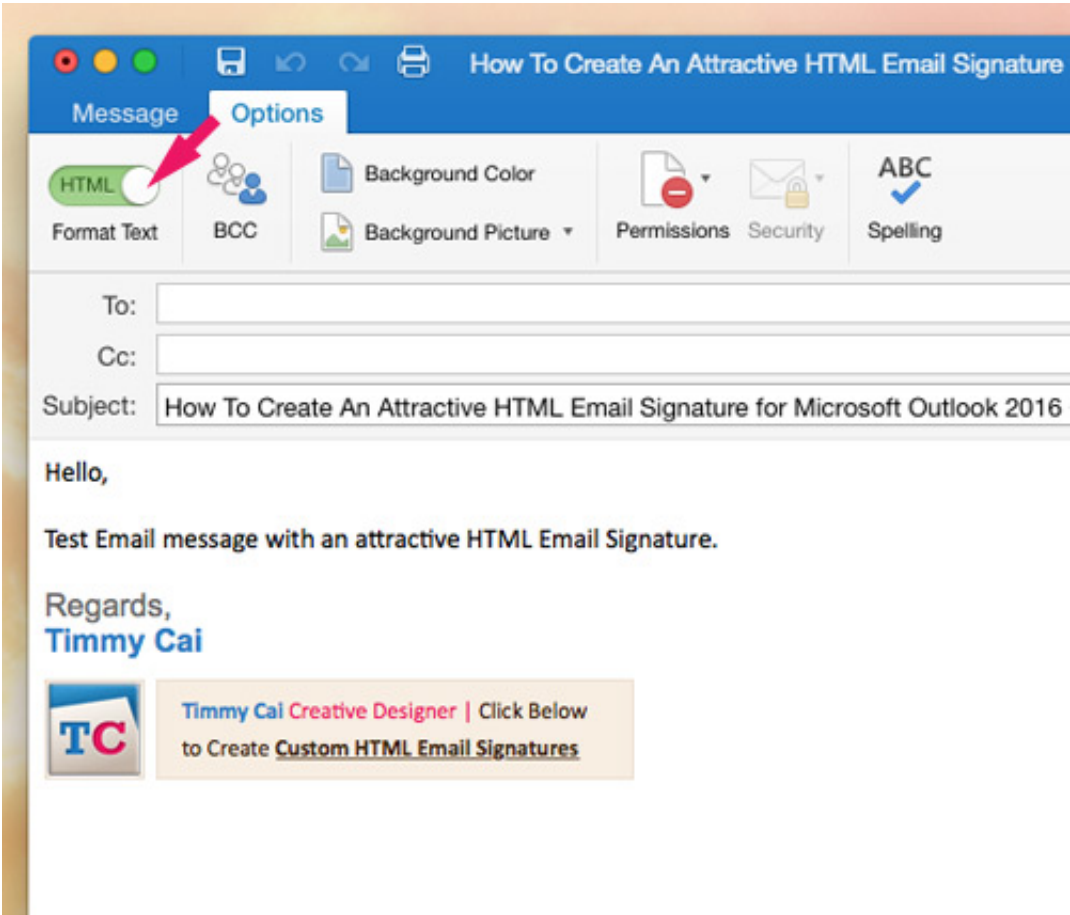 How To Create An Attractive HTML Email Signature
Message Options
HTML
Format Text
BCC
Background Color
Background Picture
Permissions
Security
ABC
Spelling
To:
Cc:
Subject: How To Create An Attractive HTML Email Signature for Microsoft Outlook 2016
Hello,
Test Email message with an attractive HTML Email Signature.
Regards,
Timmy Cai
TC
Timmy Cai Creative Designer | Click Below
to Create Custom HTML Email Signatures